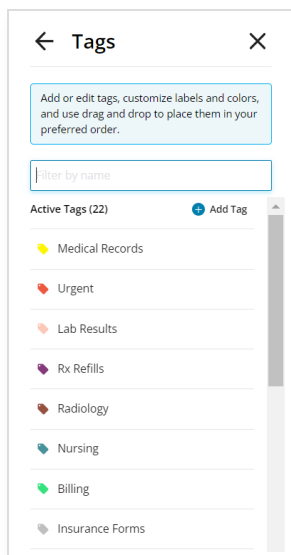 Tags
Add or edit tags, customize labels and colors,
and use drag and drop to place them in your
preferred order.
Filter by name
Active Tags (22)
Add Tag
Medical Records
Urgent
Lab Results
Rx Refills
Radiology
Nursing
Billing
Insurance Forms